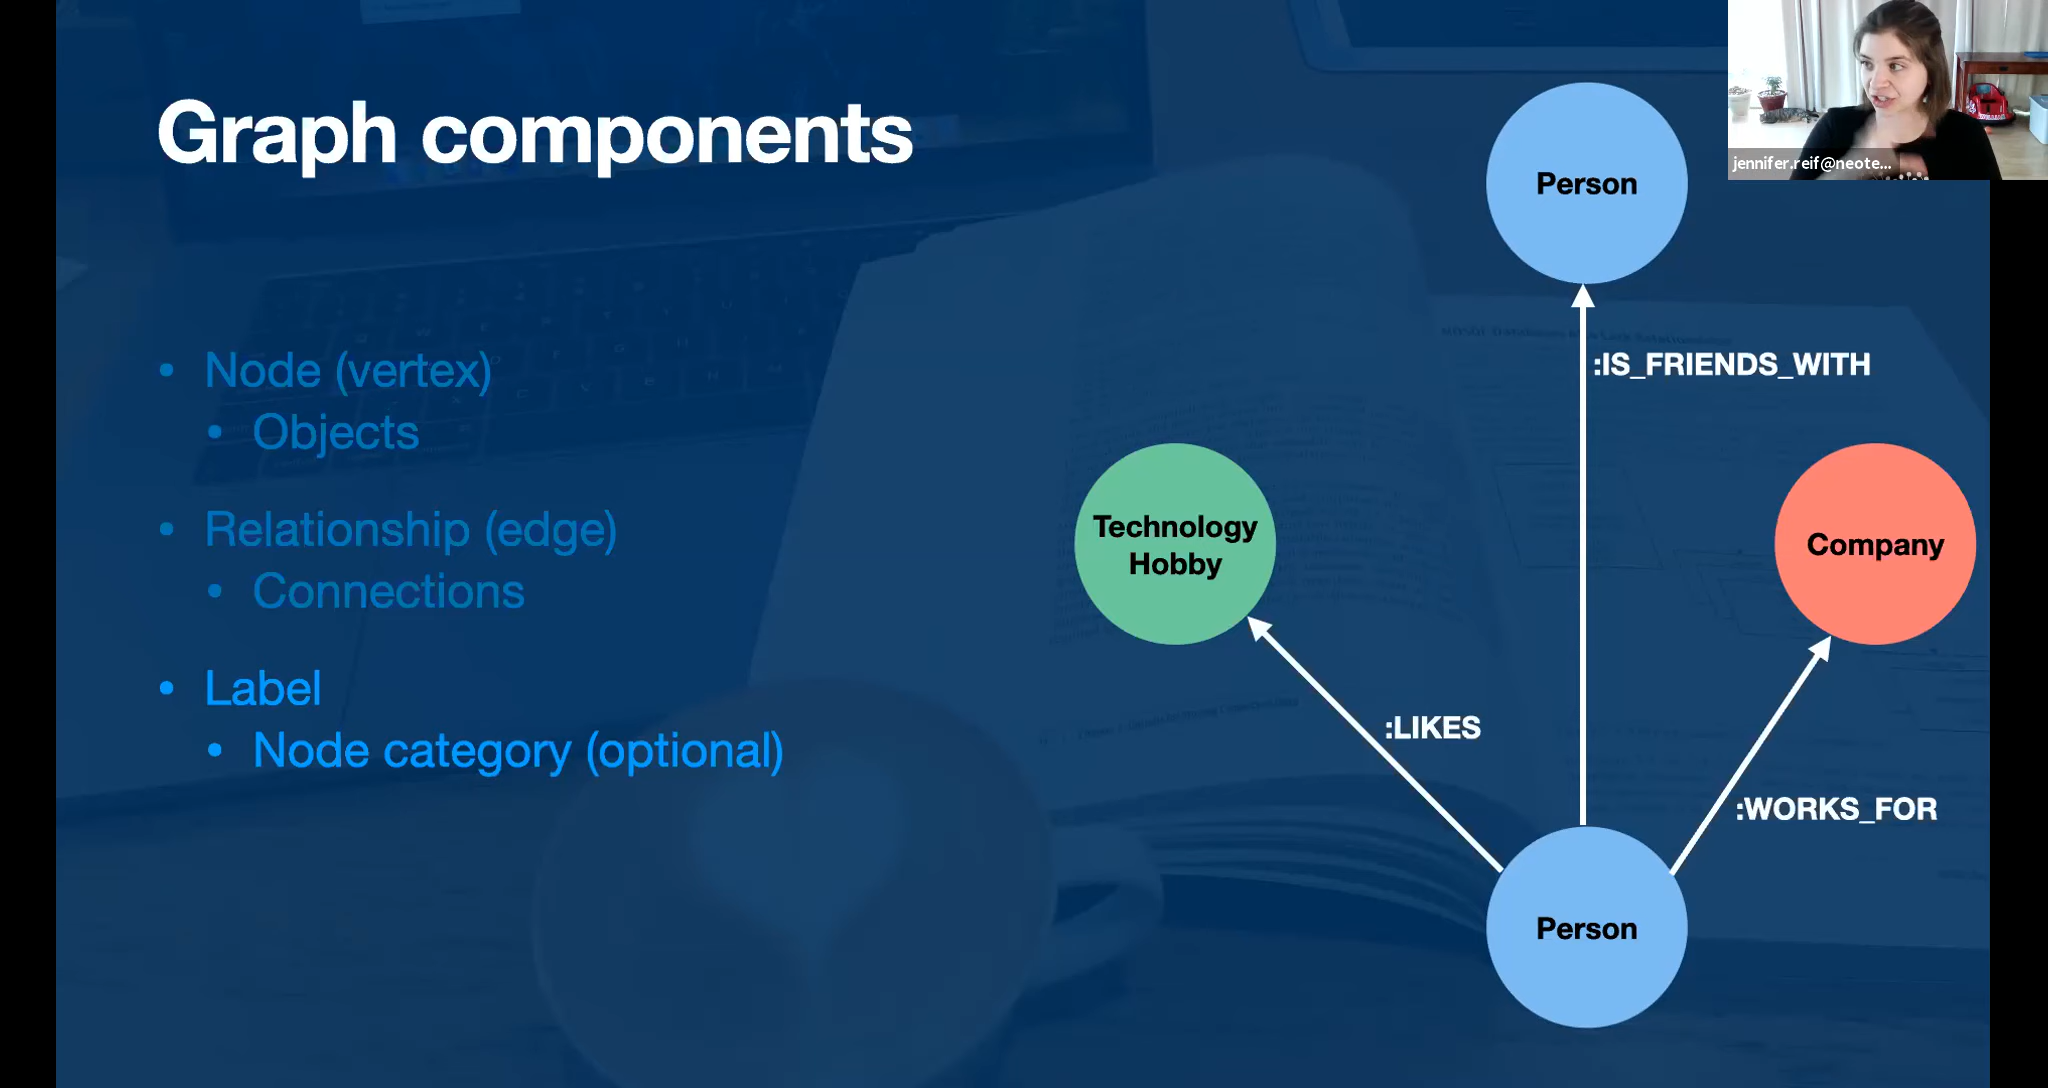 Graph components
• Node (vertex)
• Objects
• Relationship (edge)
• Connections
• Label
• Node category (optional)
Person
:IS_FRIENDS_WITH
Technology
Hobby
Company
:LIKES
:WORKS_FOR
Person
jennifer.reif@neote...